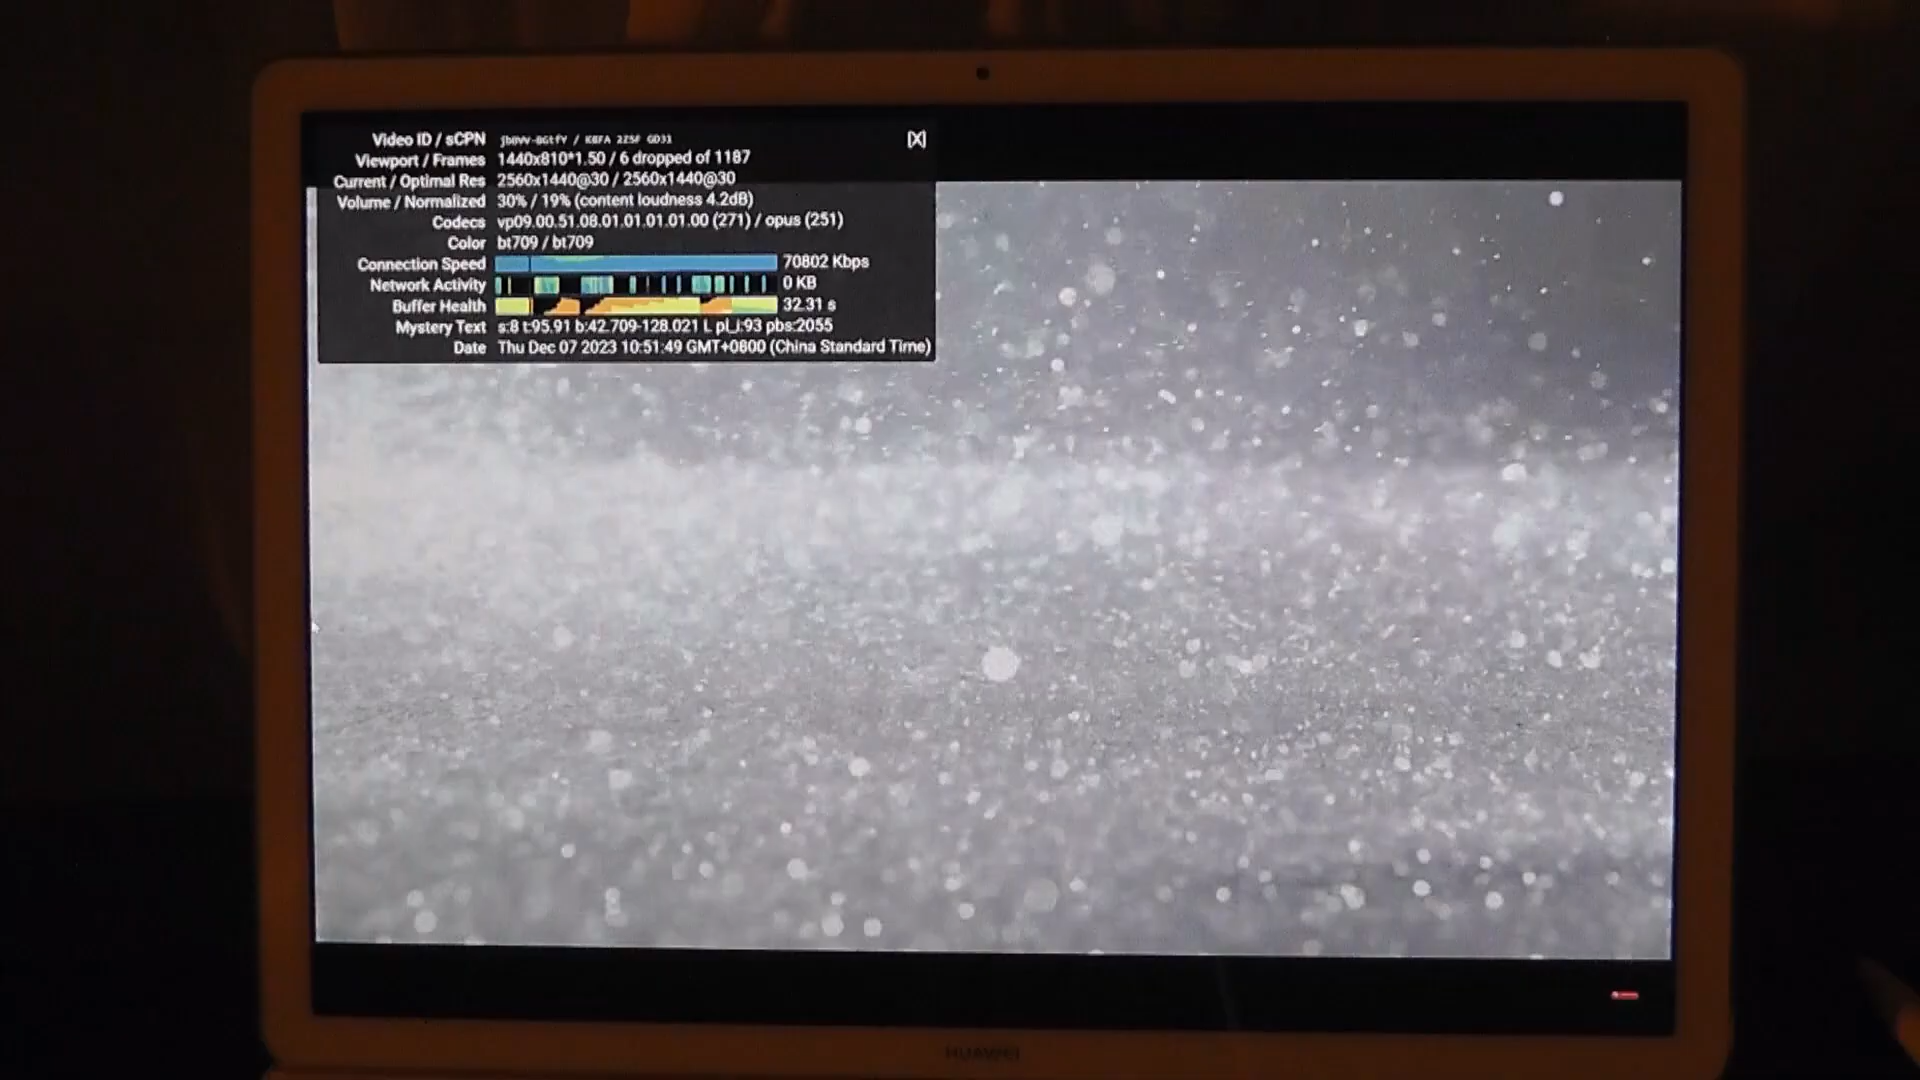 Video ID / sCPN
Viewport / Frames 1440x810*1.50 / 6 dropped of 1187
Current / Optimal Res 2560x1440@30 / 2560x1440@30
Volume / Normalized 30% / 19% (content loudness 4.2dB)
Codecs vp09.00.51.08.01.01.01.01.00 (271) / opus (251)
Color bt709 / bt709
Connection Speed 70802 Kbps
Network Activity 0 KB
Buffer Health 32.31 s
Mystery Text s:8 t:95.91 b:42.709-128.021 L pl_i:93 pbs:2055
Date Thu Dec 07 2023 10:51:49 GMT+0800 (China Standard Time)
[X]
HUAWEI